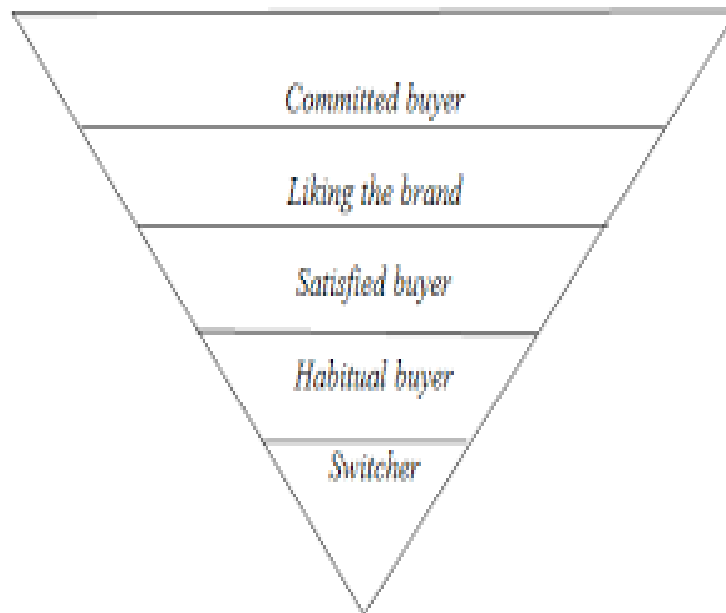 Committed buyer
Liking the brand
Satisfied buyer
Habitual buyer
Switcher